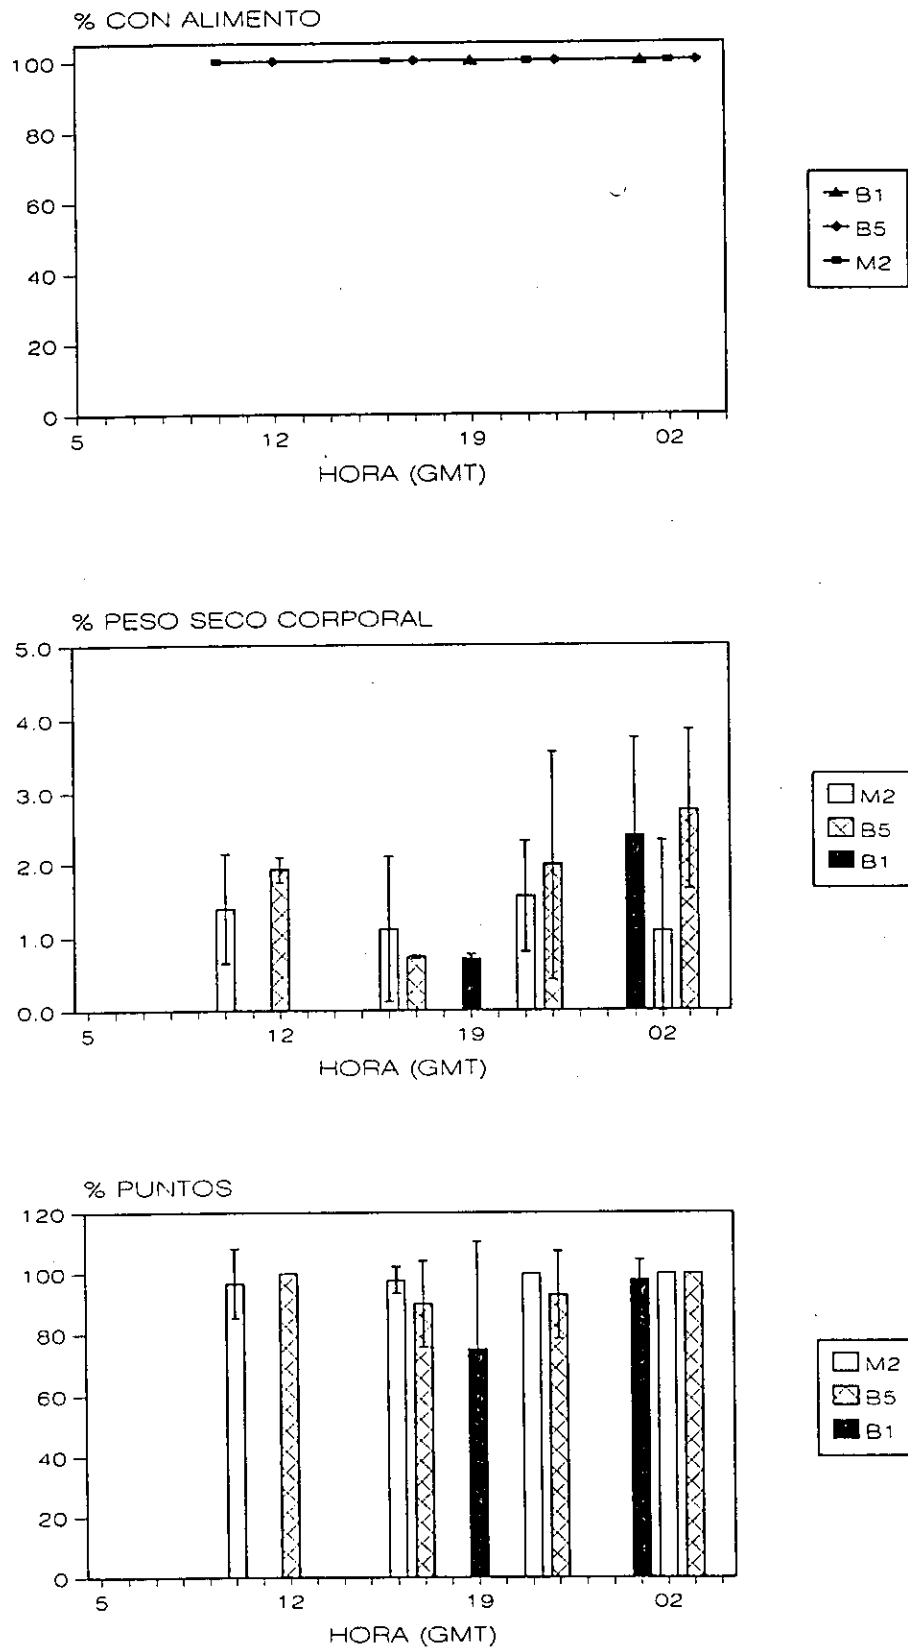 % CON ALIMENTO
100
80
60
40
20
0
5 12 19 02
HORA (GMT)
B1
B5
M2
% PESO SECO CORPORAL
5.0
4.0
3.0
2.0
1.0
0.0
5 12 19 02
HORA (GMT)
M2
B5
B1
% PUNTOS
120
100
80
60
40
20
0
5 12 19 02
HORA (GMT)
M2
B5
B1